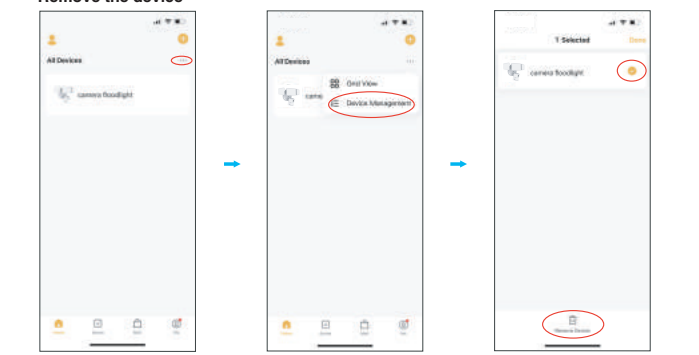 Remove the device
All Devices
camera floodlight
All Devices
Grid View
Device Management
came
1 Selected
Done
camera floodlight
Remove Device